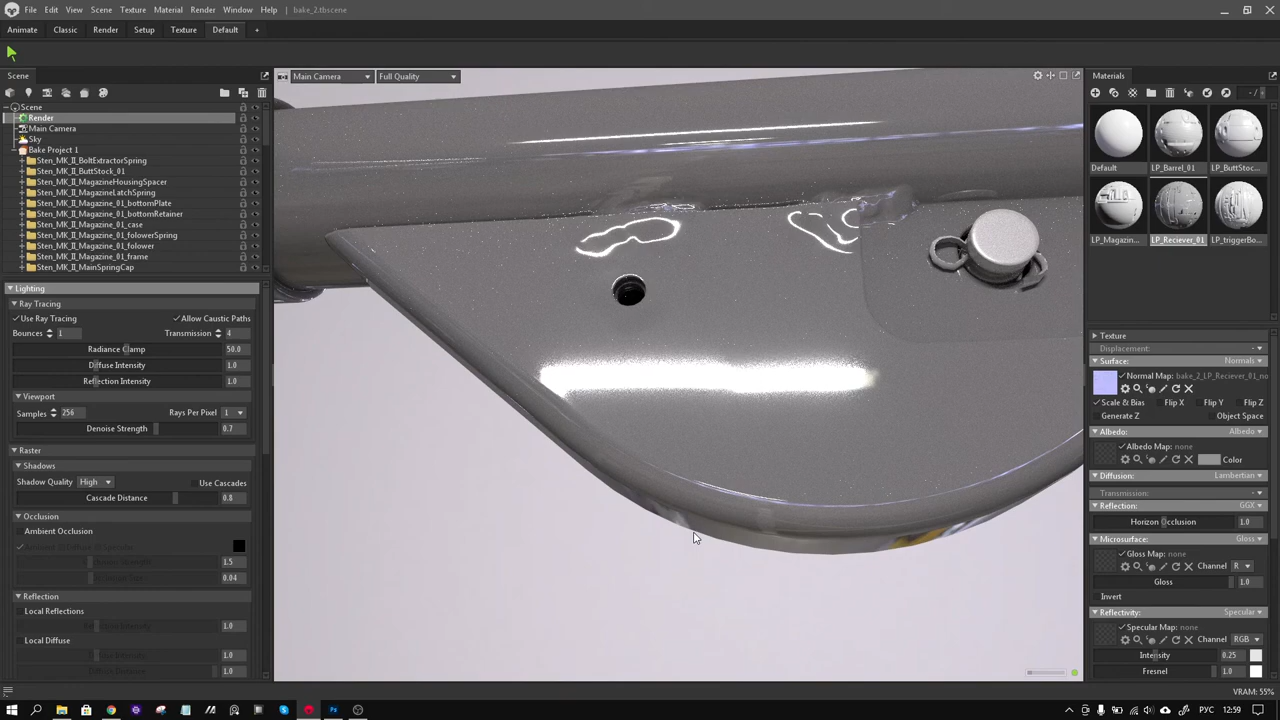 File Edit View Scene Texture Material Render Window Help bake_2.tbscene
Animate Classic Render Setup Texture Default +
Scene
Main Camera Full Quality
Materials
Scene
Render
Main Camera
Sky
Bake Project 1
Sten_MK_II_BoltExtractorSpring
Sten_MK_II_ButtStock_01
Sten_MK_II_MagazineHousingSpacer
Sten_MK_II_MagazineLatchSpring
Sten_MK_II_Magazine_01_bottomPlate
Sten_MK_II_Magazine_01_bottomRetainer
Sten_MK_II_Magazine_01_case
Sten_MK_II_Magazine_01_folowerSpring
Sten_MK_II_Magazine_01_folower
Sten_MK_II_Magazine_01_frame
Sten_MK_II_MainSpringCap
Lighting
Ray Tracing
Use Ray Tracing Allow Caustic Paths
Bounces 1 Transmission 4
Radiance Clamp 50.0
Diffuse Intensity 1.0
Reflection Intensity 1.0
Viewport
Samples 256 Rays Per Pixel 1
Denoise Strength 0.7
Raster
Shadows
Shadow Quality High Use Cascades
Cascade Distance 0.8
Occlusion
Ambient Occlusion
1.5
0.04
Reflection
Local Reflections
1.0
Local Diffuse
1.0
1.0
Default LP_Barrel_01 LP_ButtStoc...
LP_Magazin... LP_Reciever_01 LP_triggerBo...
Texture
Displacement:
Surface: Normals
Normal Map: bake_2_LP_Reciever_01_no
Scale & Bias Flip X Flip Y Flip Z
Generate Z Object Space
Albedo: Albedo
Albedo Map: none
Color
Diffusion: Lambertian
Transmission:
Reflection: GGX
Horizon Occlusion 1.0
Microsurface: Gloss
Gloss Map: none
Channel R
Gloss 1.0
Invert
Reflectivity: Specular
Specular Map: none
Channel RGB
Intensity 0.25
Fresnel 1.0
VRAM: 55%
РУС 12:59